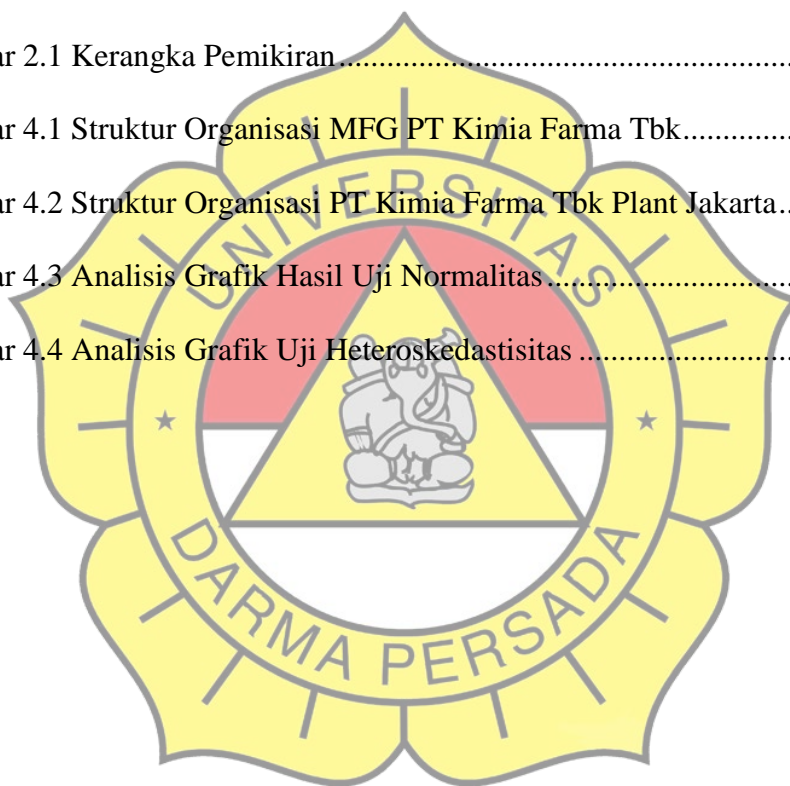 ar 2.1 Kerangka Pemikiran.......................................................
ar 4.1 Struktur Organisasi MFG PT Kimia Farma Tbk..............
ar 4.2 Struktur Organisasi PT Kimia Farma Tbk Plant Jakarta..
ar 4.3 Analisis Grafik Hasil Uji Normalitas..............................
ar 4.4 Analisis Grafik Uji Heteroskedastisitas ..........................
UNIVERSITAS
DARMA PERSADA